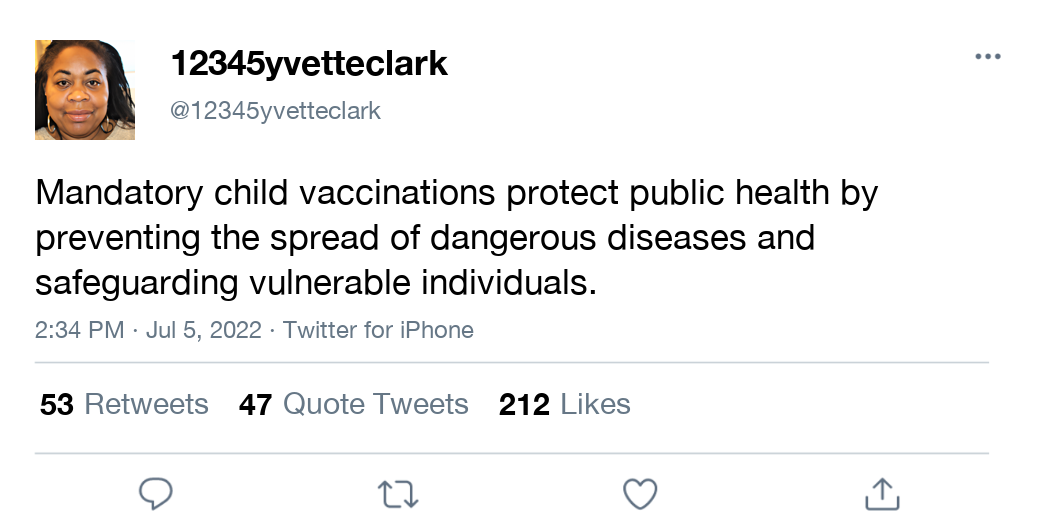 12345yvetteclark
@12345yvetteclark
Mandatory child vaccinations protect public health by
preventing the spread of dangerous diseases and
safeguarding vulnerable individuals.
2:34 PM · Jul 5, 2022 · Twitter for iPhone
53 Retweets 47 Quote Tweets 212 Likes